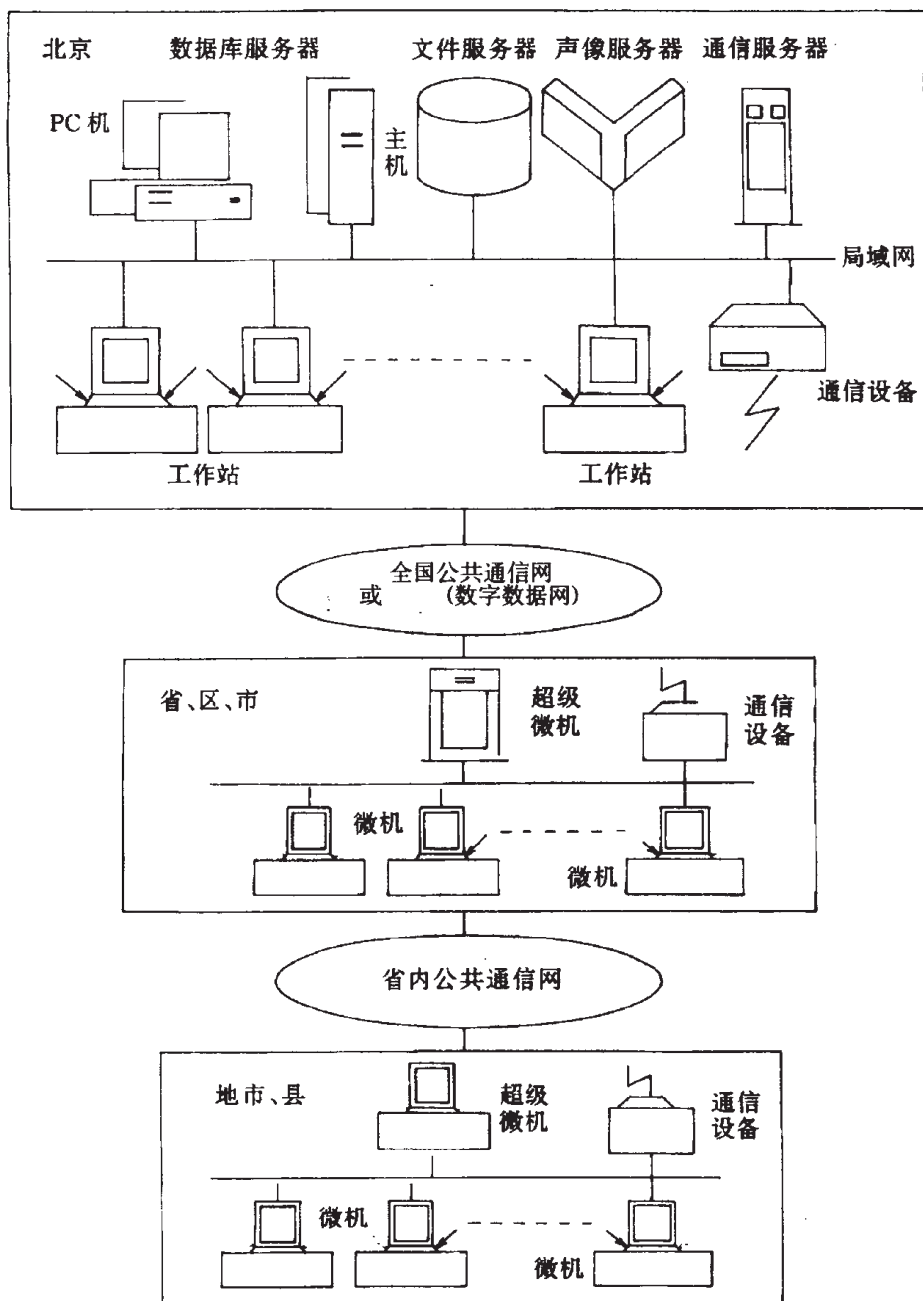 北京
数据库服务器
文件服务器
声像服务器
通信服务器
PC 机
主
机
局域网
通信设备
工作站
工作站
全国公共通信网
或 (数字数据网)
省、区、市
超级
微机
通信
设备
微机
微机
省内公共通信网
地市、县
超级
微机
通信
设备
微机
微机